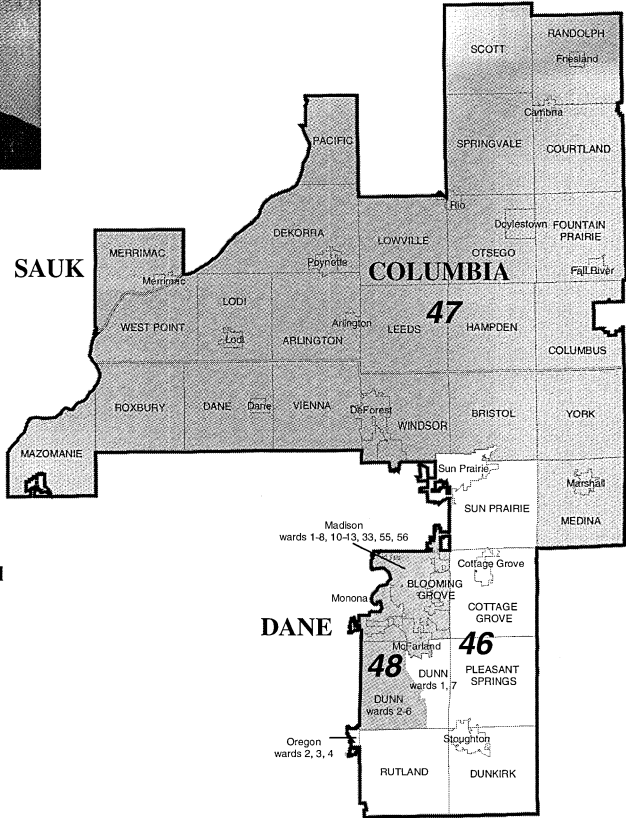 SCOTT
RANDOLPH
Friesland
Cambria
PACIFIC
SPRINGVALE
COURTLAND
Rio
DEKORRA
LOWVILLE
Doylestown
FOUNTAIN
PRAIRIE
MERRIMAC
OTSEGO
SAUK
Poynette
COLUMBIA
Fall River
Merrimac
LODI
47
WEST POINT
Arlington
LEEDS
HAMPDEN
Lodi
ARLINGTON
COLUMBUS
ROXBURY
DANE
Dane
VIENNA
DeForest
BRISTOL
YORK
WINDSOR
MAZOMANIE
Sun Prairie
Marshall
SUN PRAIRIE
MEDINA
Madison
wards 1-8, 10-13, 33, 55, 56
Cottage Grove
BLOOMING
GROVE
Monona
COTTAGE
GROVE
DANE
McFarland
46
48
DUNN
wards 1, 7
PLEASANT
SPRINGS
DUNN
wards 2-6
Oregon
wards 2, 3, 4
Stoughton
RUTLAND
DUNKIRK